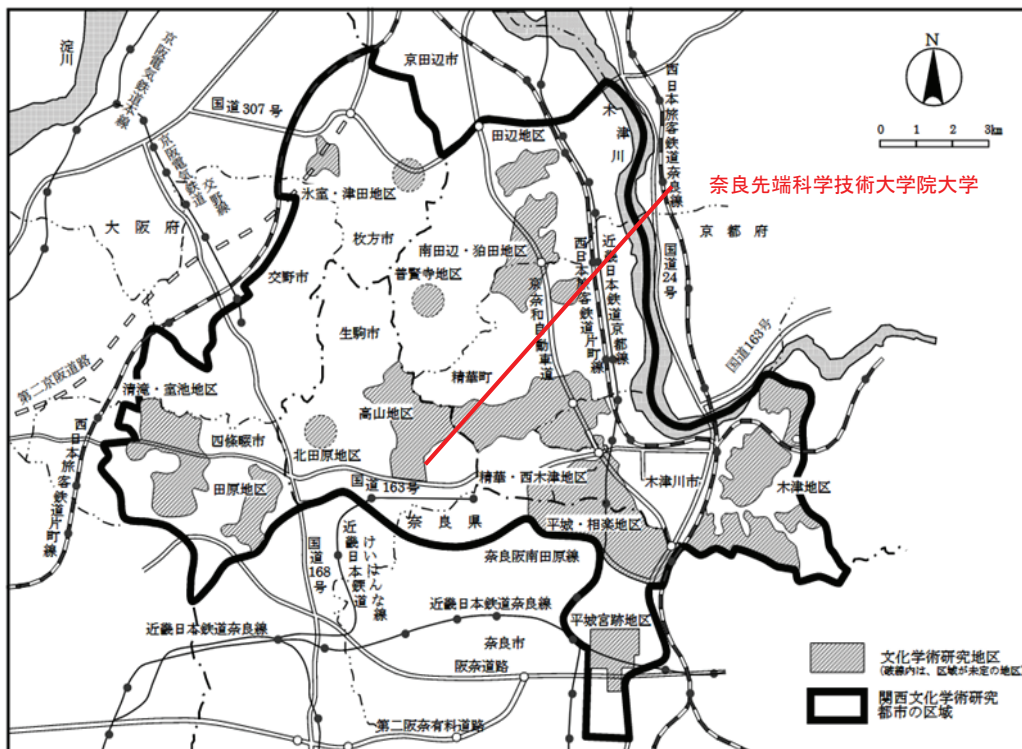 淀川
京阪電気鉄道本線
国道307号
京田辺市
田辺地区
木津川
西日本旅客鉄道奈良線
N
0 1 2 3km
京阪電気鉄道
交野線
氷室・津田地区
奈良先端科学技術大学院大学
大阪府
枚方市
南田辺・狛田地区
京都府
交野市
普賢寺地区
西日本旅客鉄道片町線
近畿日本鉄道京都線
国道24号
生駒市
京奈和自動車道
国道163号
第二京阪道路
精華町
清滝・室池地区
高山地区
四條畷市
北田原地区
西日本旅客鉄道片町線
田原地区
国道163号
精華・西木津地区
木津川市
木津地区
奈良県
平城・相楽地区
国道168号
近畿日本鉄道
けいはんな線
奈良阪南田原線
近畿日本鉄道奈良線
近畿日本鉄道奈良線
平城宮跡地区
奈良市
阪奈道路
第二阪奈有料道路
文化学術研究地区
(破線内は、区域が未定の地区)
関西文化学術研究
都市の区域